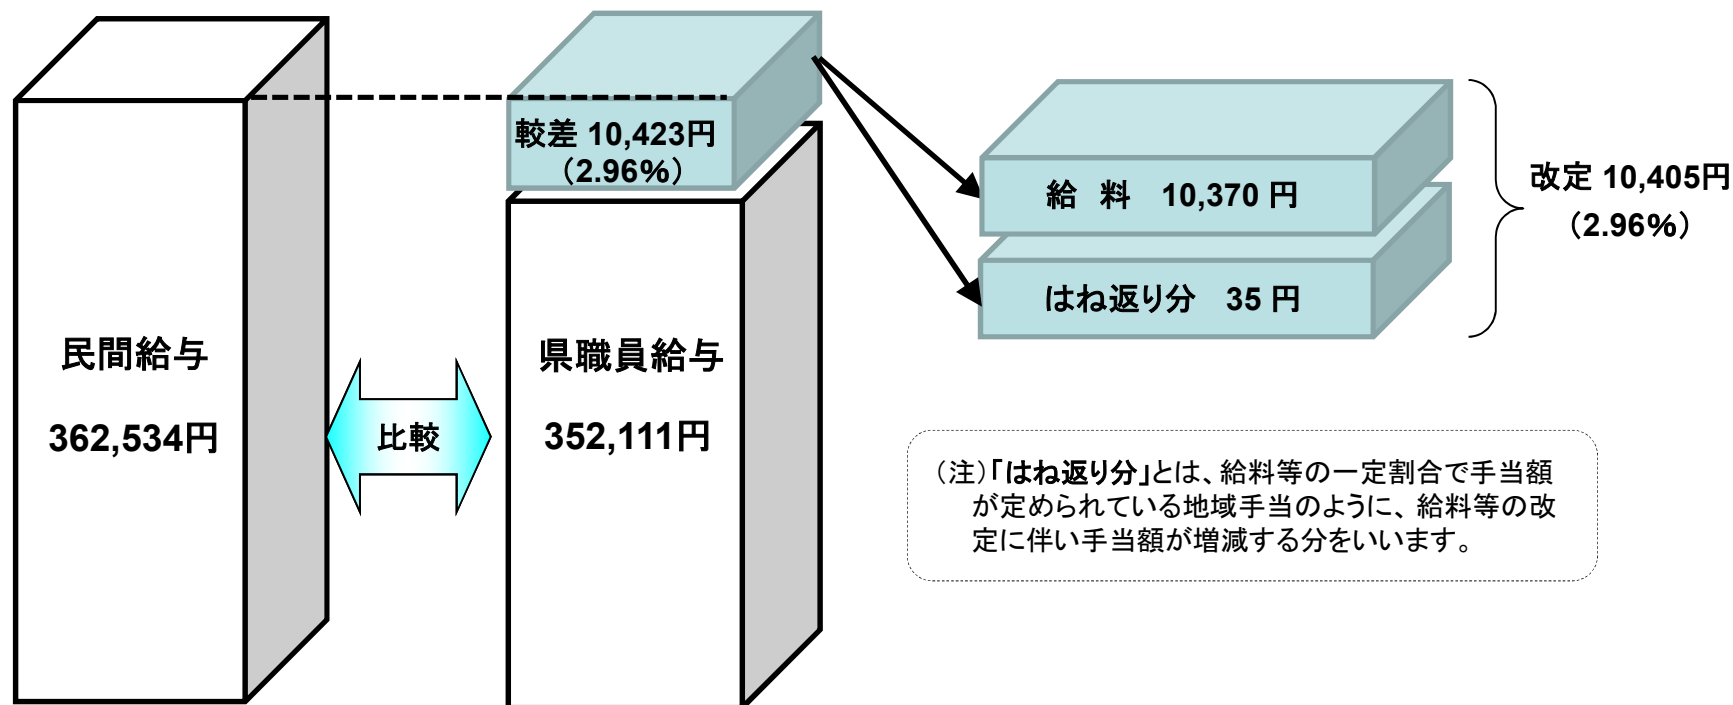 民間給与
362,534円
比較
較差 10,423円
（2.96%）
県職員給与
352,111円
給 料 10,370 円
はね返り分 35 円
改定 10,405円
（2.96%）
（注）「はね返り分」とは、給料等の一定割合で手当額
が定められている地域手当のように、給料等の改
定に伴い手当額が増減する分をいいます。